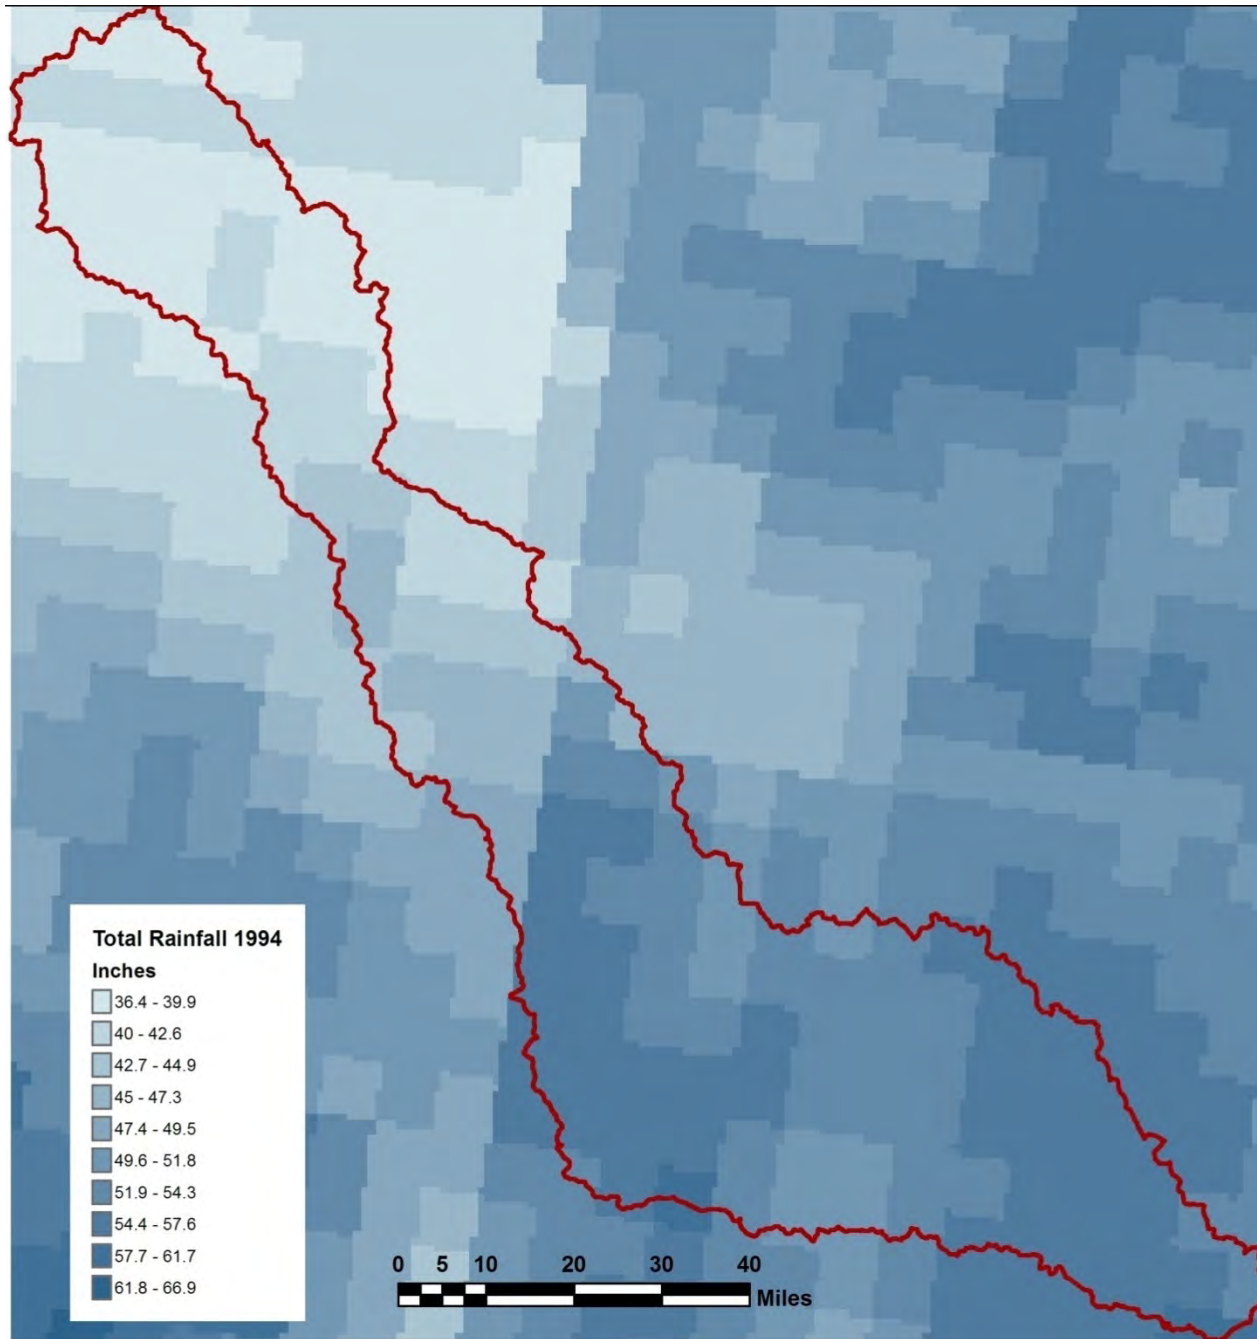 Total Rainfall 1994
Inches
36.4 - 39.9
40 - 42.6
42.7 - 44.9
45 - 47.3
47.4 - 49.5
49.6 - 51.8
51.9 - 54.3
54.4 - 57.6
57.7 - 61.7
61.8 - 66.9
0 5 10 20 30 40
Miles